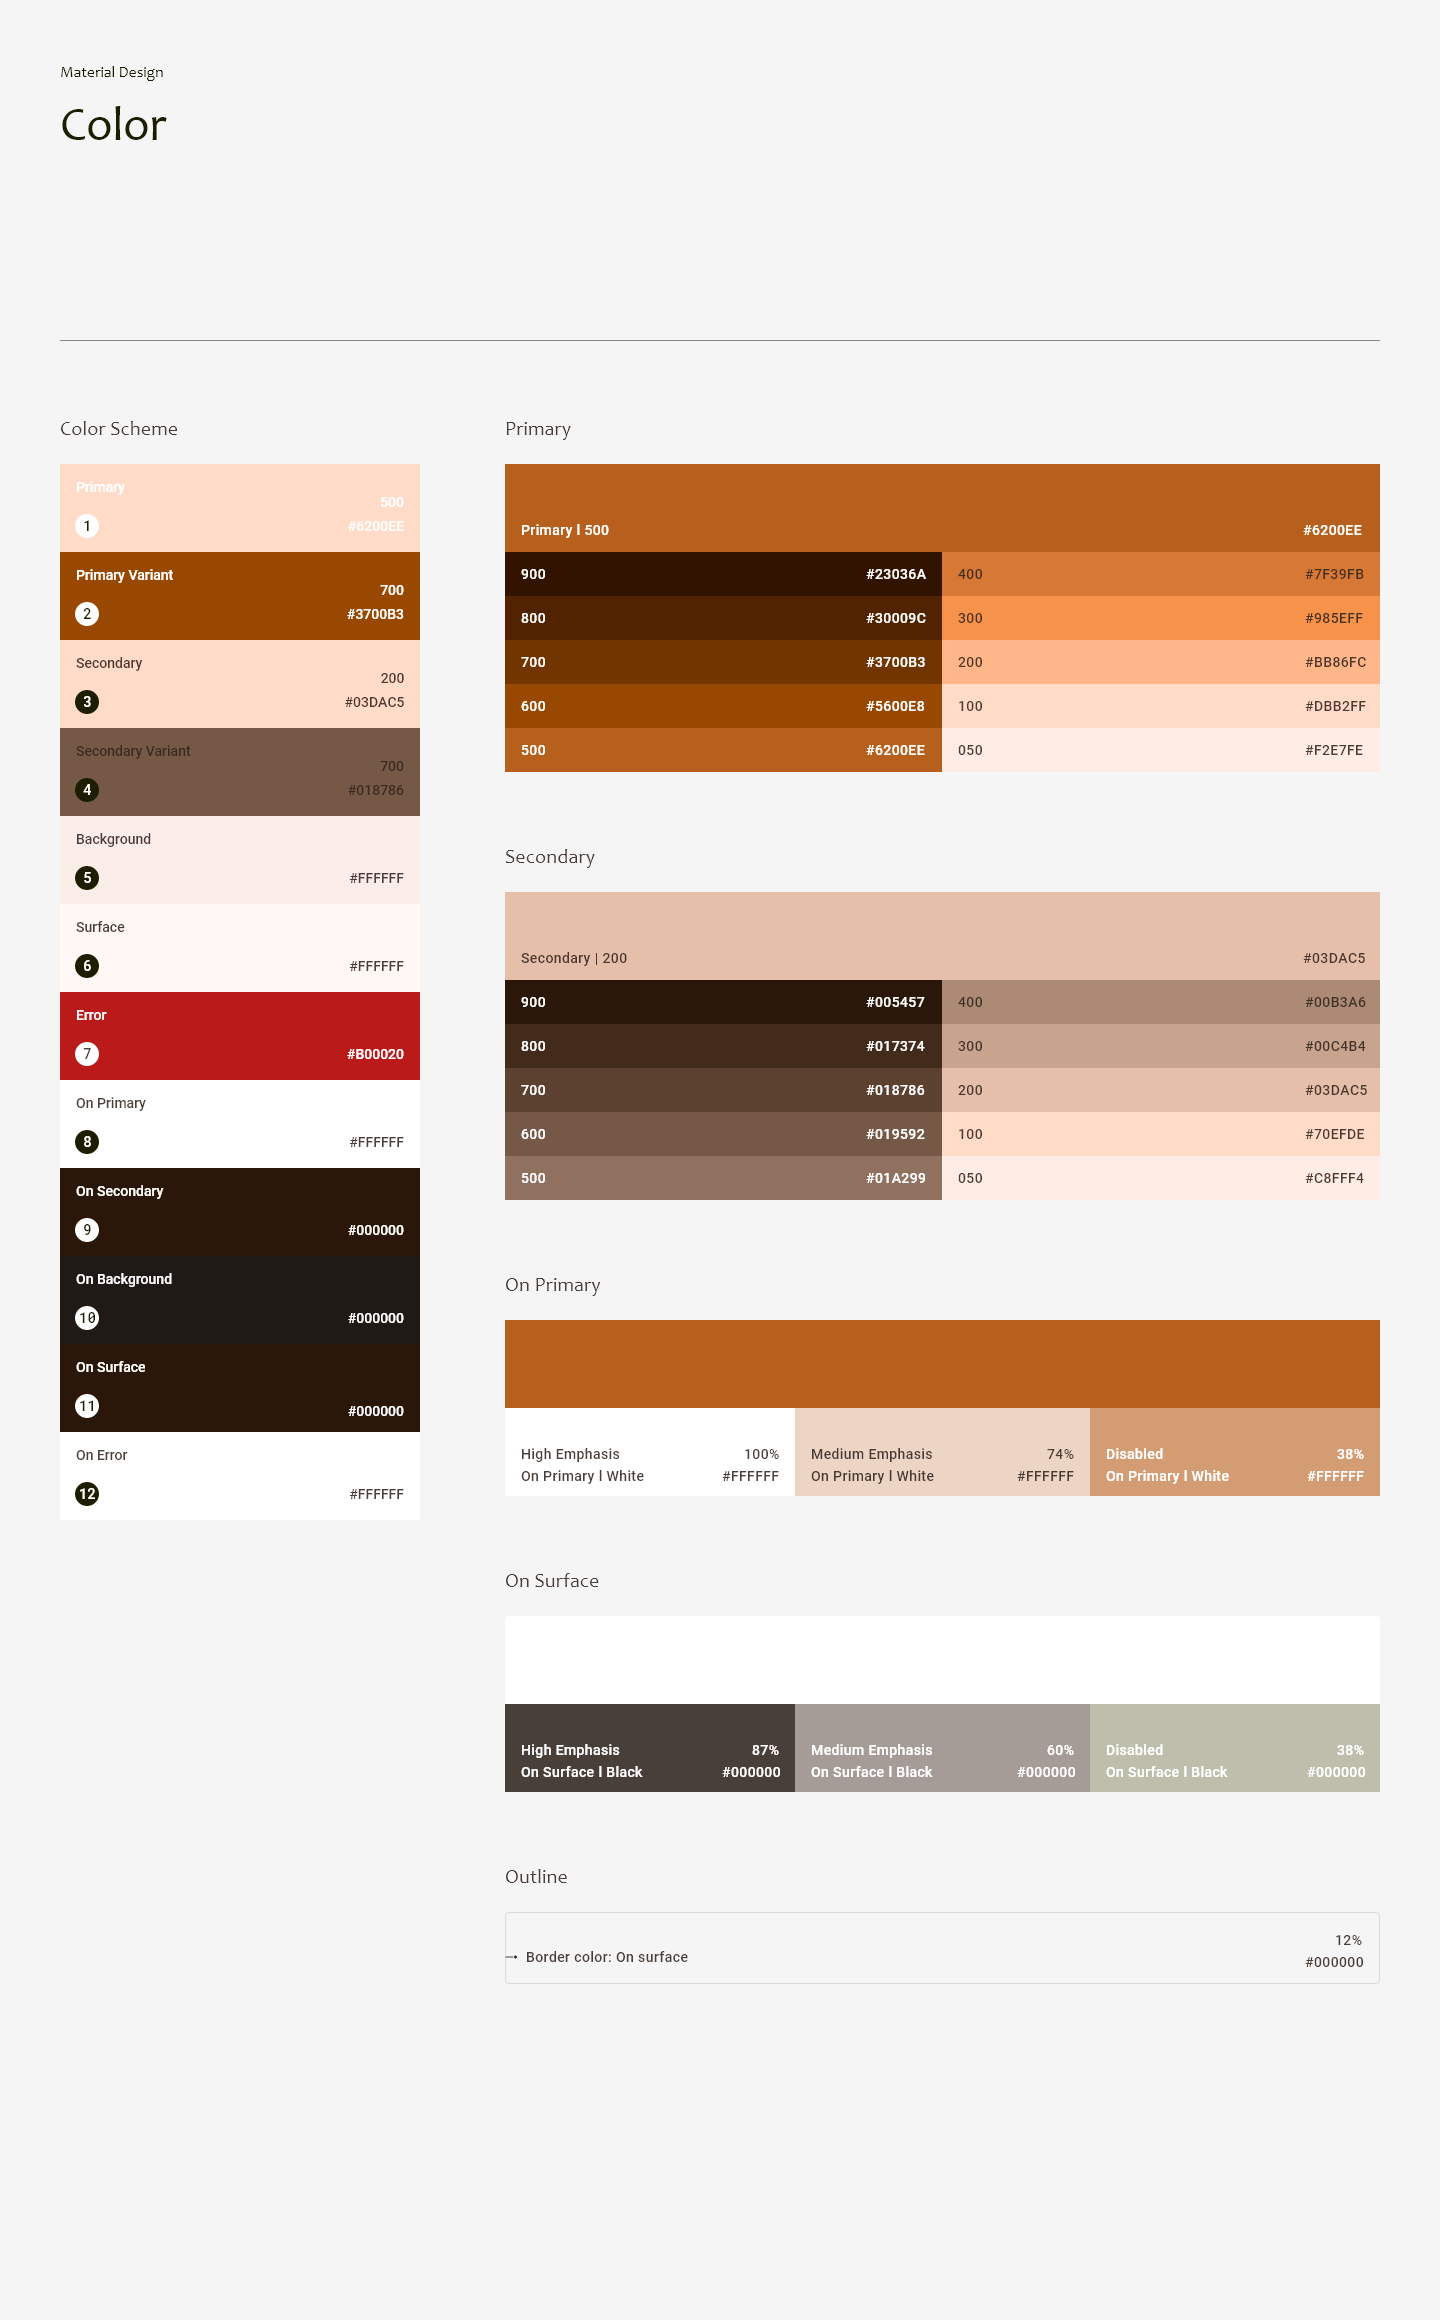 Material Design
Color
Color Scheme
Primary
500
1
#6200EE
Primary Variant
700
2
#3700B3
Secondary
200
3
#03DAC5
Secondary Variant
700
4
#018786
Background
5
#FFFFFF
Surface
6
#FFFFFF
Error
7
#B00020
On Primary
8
#FFFFFF
On Secondary
9
#000000
On Background
10
#000000
On Surface
11
#000000
On Error
12
#FFFFFF
Primary
Primary l 500 #6200EE
900 #23036A 400 #7F39FB
800 #30009C 300 #985EFF
700 #3700B3 200 #BB86FC
600 #5600E8 100 #DBB2FF
500 #6200EE 050 #F2E7FE
Secondary
Secondary | 200 #03DAC5
900 #005457 400 #00B3A6
800 #017374 300 #00C4B4
700 #018786 200 #03DAC5
600 #019592 100 #70EFDE
500 #01A299 050 #C8FFF4
On Primary
High Emphasis 100% Medium Emphasis 74% Disabled 38%
On Primary l White #FFFFFF On Primary l White #FFFFFF On Primary l White #FFFFFF
On Surface
High Emphasis 87% Medium Emphasis 60% Disabled 38%
On Surface l Black #000000 On Surface l Black #000000 On Surface l Black #000000
Outline
12%
Border color: On surface
#000000